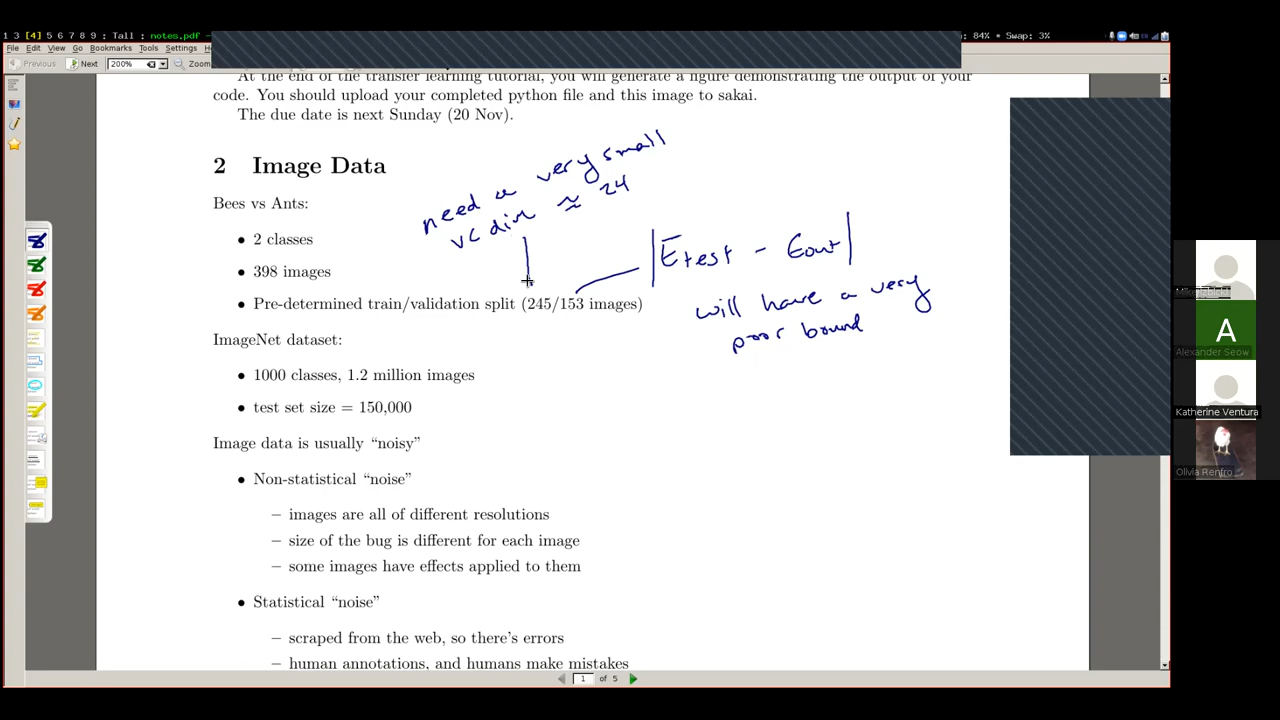 1 3 [4] 5 6 7 8 9 : Tall : notes.pdf
: 84% * Swap: 3%
File Edit View Go Bookmarks Tools Settings
Previous Next 200% Zoom
At the end of the transfer learning tutorial, you will generate a figure demonstrating the output of your
code. You should upload your completed python file and this image to sakai.
The due date is next Sunday (20 Nov).
2 Image Data
need a very small
vc dim ≈ 24
Bees vs Ants:
• 2 classes
• 398 images
|Etest - Eout|
• Pre-determined train/validation split (245/153 images)
will have a very
poor bound
ImageNet dataset:
• 1000 classes, 1.2 million images
• test set size = 150,000
Image data is usually “noisy”
• Non-statistical “noise”
– images are all of different resolutions
– size of the bug is different for each image
– some images have effects applied to them
• Statistical “noise”
– scraped from the web, so there’s errors
– human annotations, and humans make mistakes
1 of 5
A
Alexander Seow
Katherine Ventura
Olivia Renfro